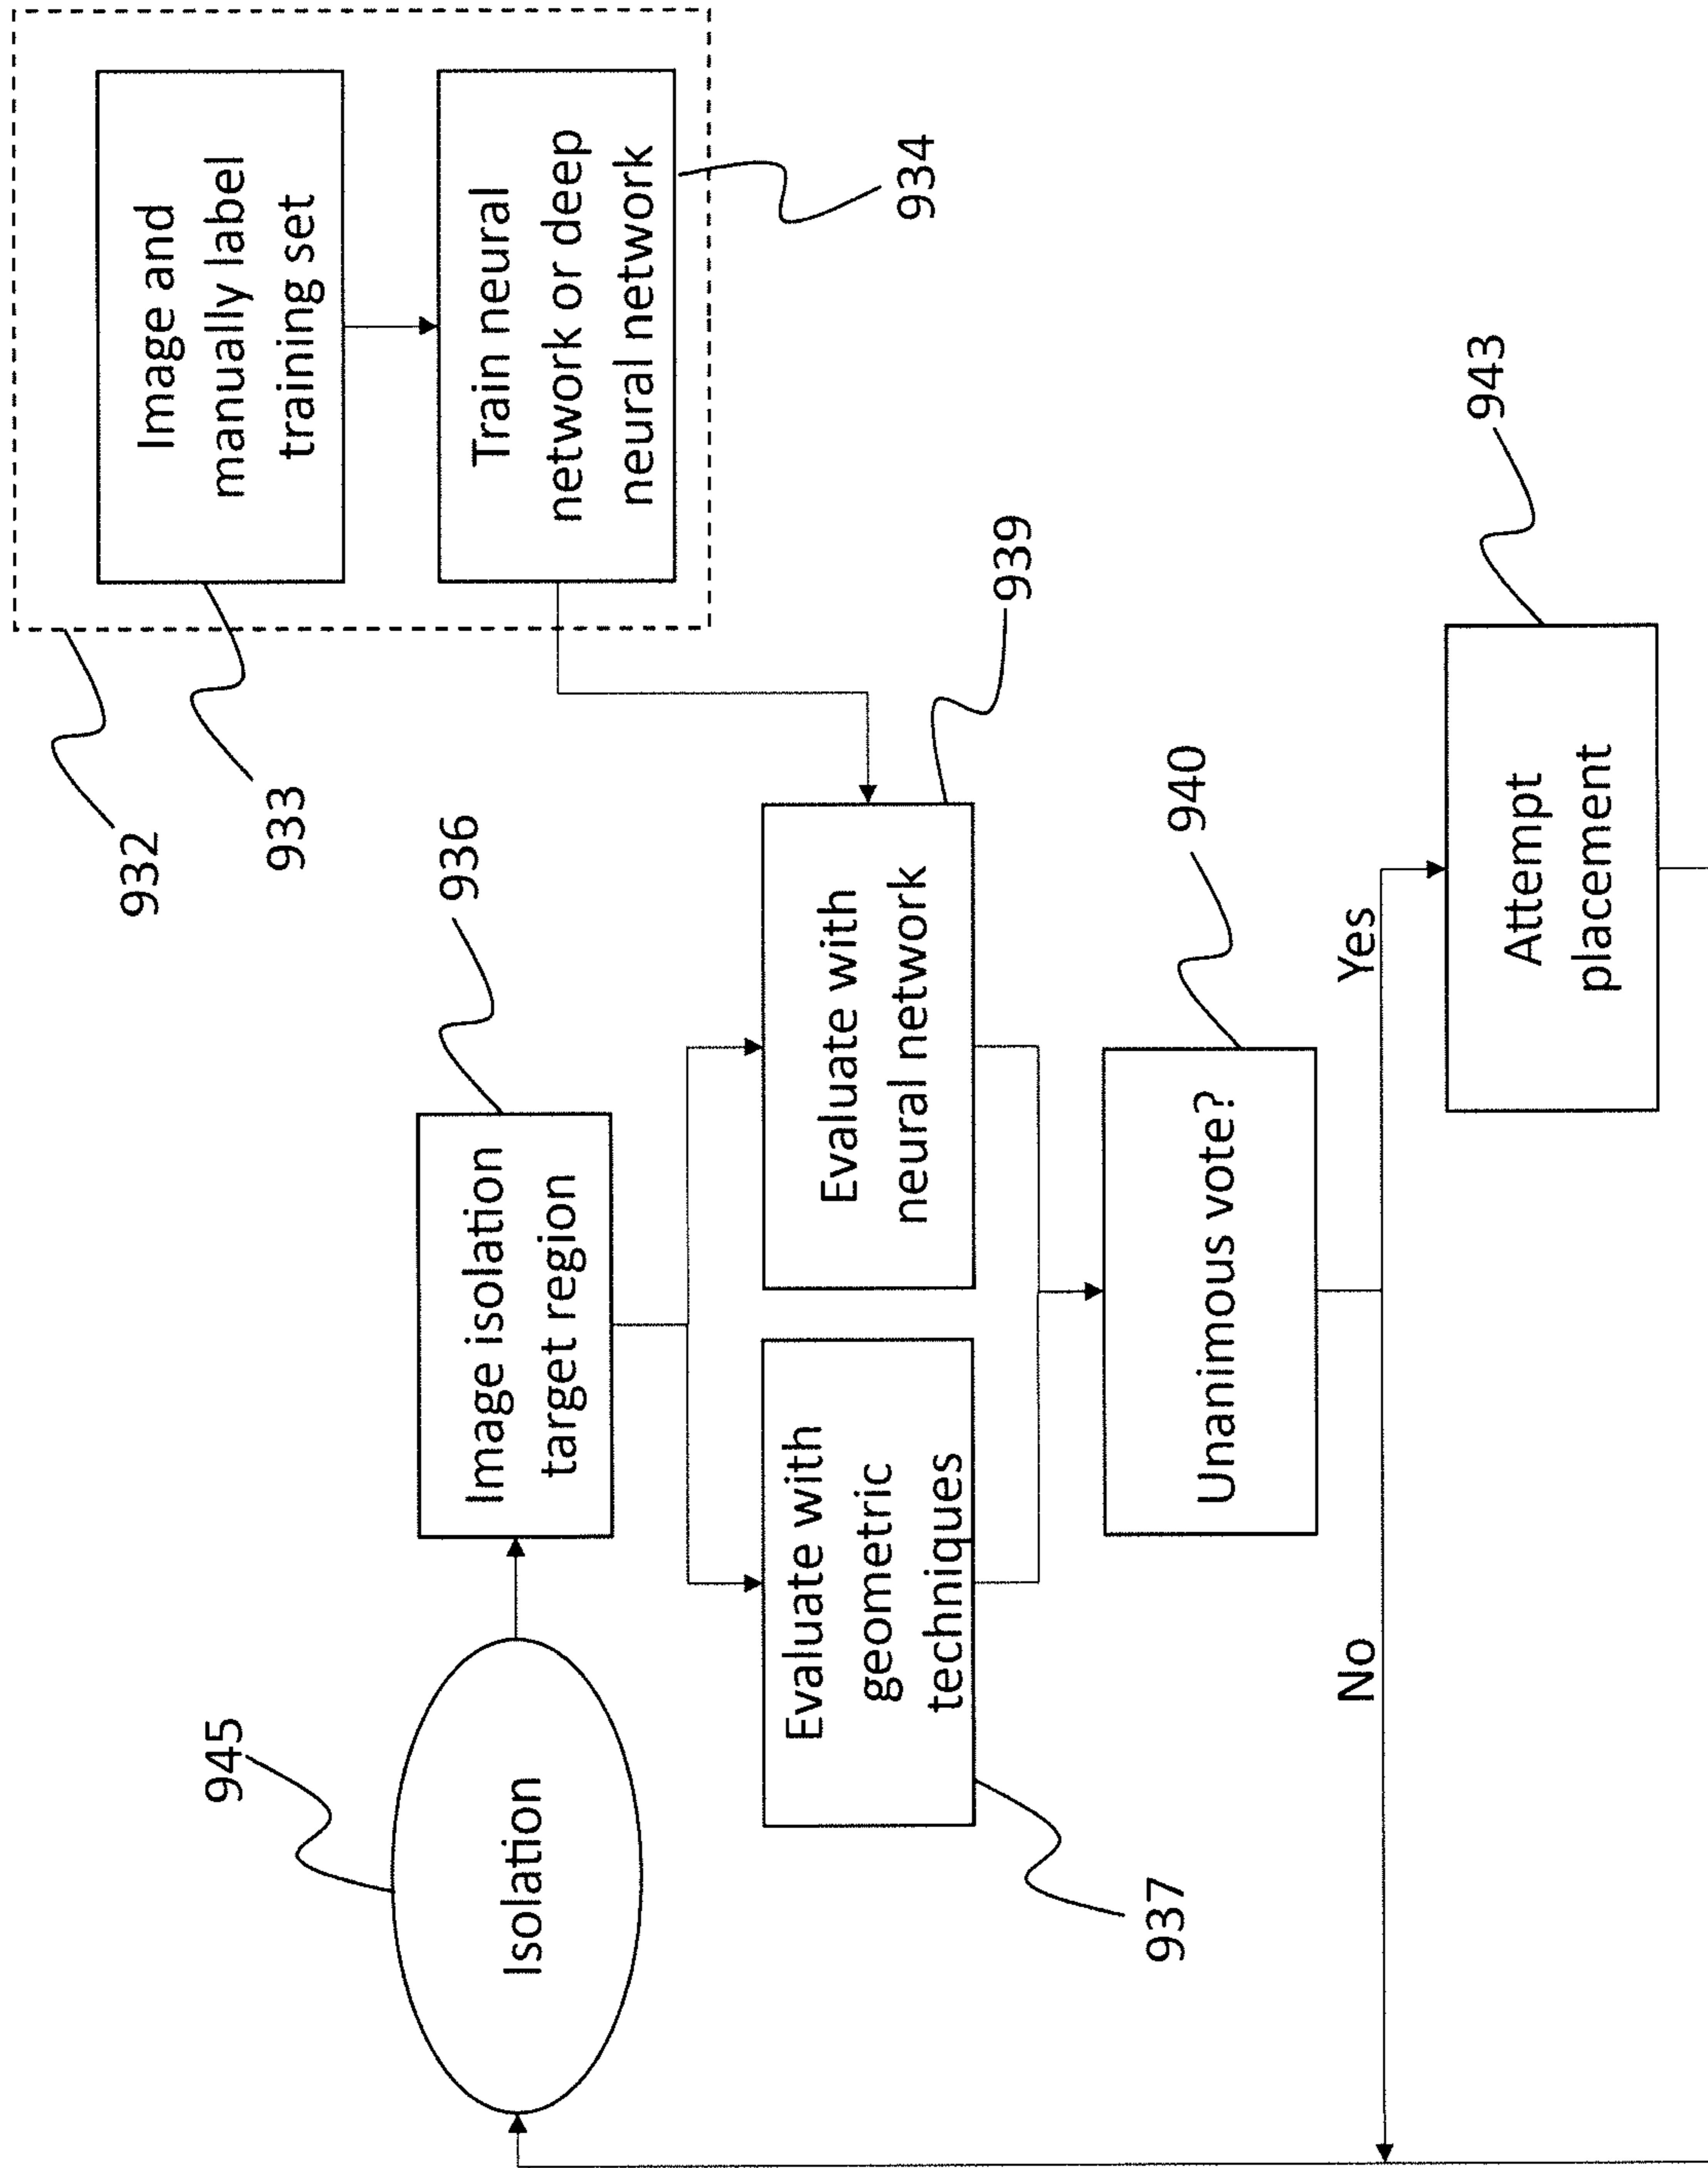 932
933
Image and
manually label
training set
Train neural
network or deep
neural network
934
945
Isolation
936
Image isolation
target region
Evaluate with
geometric
techniques
937
Evaluate with
neural network
939
Unanimous vote?
940
No
Yes
Attempt
placement
943